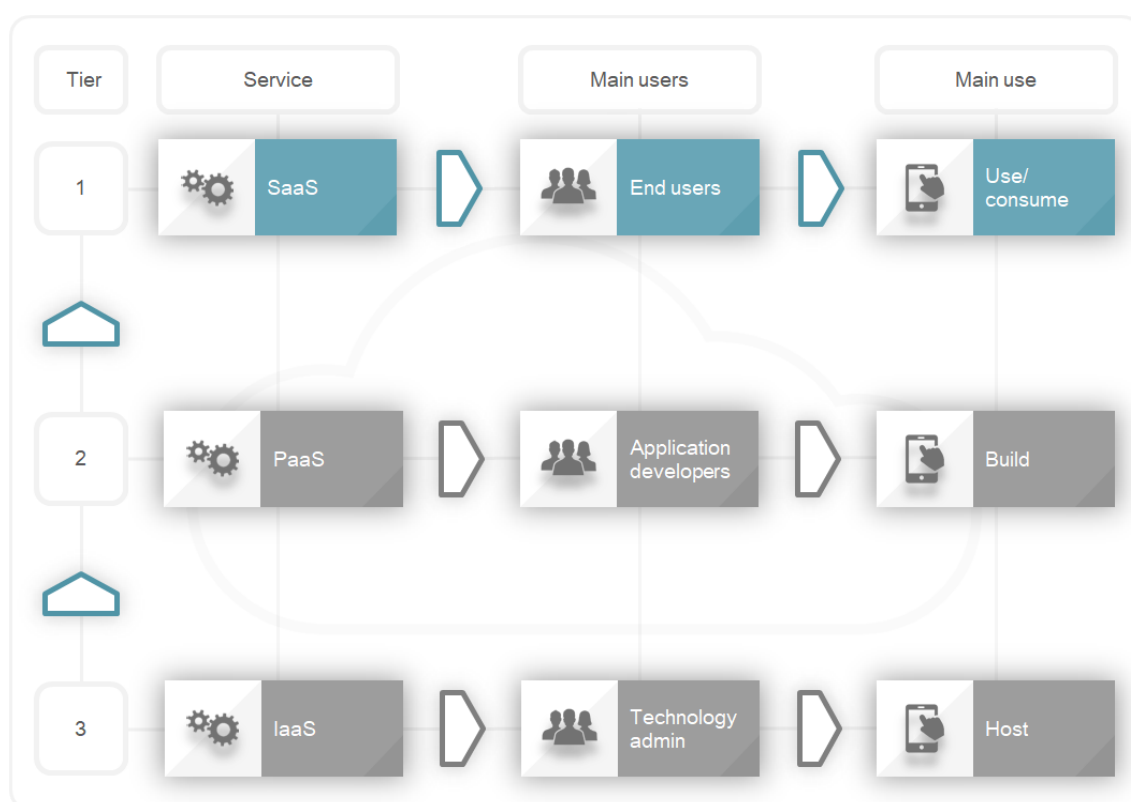 Tier
Service
Main users
Main use
1
SaaS
End users
Use/
consume
2
PaaS
Application
developers
Build
3
IaaS
Technology
admin
Host